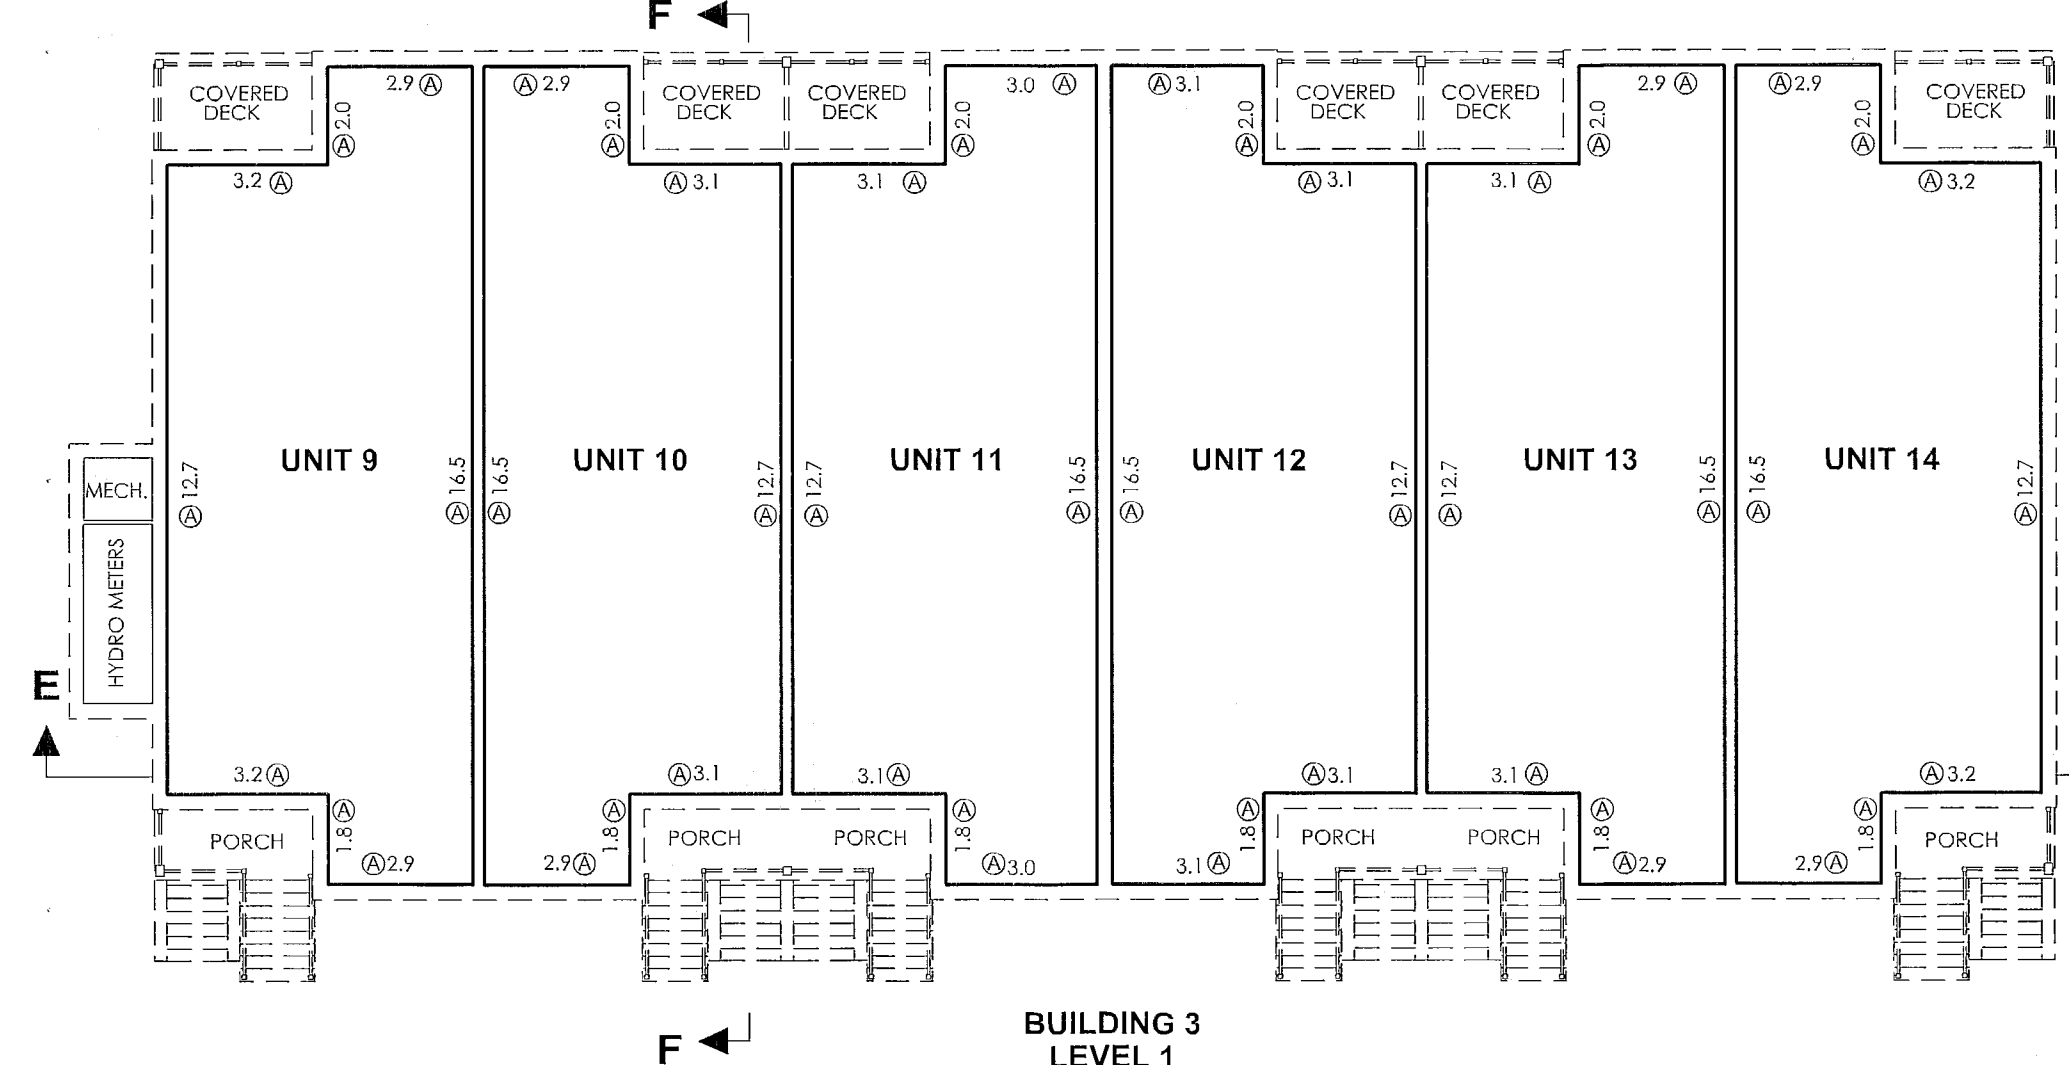 F
2.9 Ⓐ
Ⓐ 2.9
3.0 Ⓐ
Ⓐ 3.1
2.9 Ⓐ
Ⓐ 2.9
COVERED
DECK
COVERED
DECK
COVERED
DECK
COVERED
DECK
COVERED
DECK
COVERED
DECK
Ⓐ 2.0
Ⓐ 2.0
Ⓐ 2.0
Ⓐ 2.0
Ⓐ 2.0
Ⓐ 2.0
3.2 Ⓐ
Ⓐ 3.1
3.1 Ⓐ
Ⓐ 3.1
3.1 Ⓐ
Ⓐ 3.2
UNIT 9
UNIT 10
UNIT 11
UNIT 12
UNIT 13
UNIT 14
MECH.
Ⓐ 12.7
Ⓐ 16.5
Ⓐ 16.5
Ⓐ 12.7
Ⓐ 12.7
Ⓐ 16.5
Ⓐ 16.5
Ⓐ 12.7
Ⓐ 12.7
Ⓐ 16.5
Ⓐ 16.5
Ⓐ 12.7
HYDRO METERS
E
3.2 Ⓐ
Ⓐ 3.1
3.1 Ⓐ
Ⓐ 3.1
3.1 Ⓐ
Ⓐ 3.2
1.8 Ⓐ
1.8 Ⓐ
1.8 Ⓐ
1.8 Ⓐ
1.8 Ⓐ
1.8 Ⓐ
PORCH
PORCH
PORCH
PORCH
PORCH
PORCH
Ⓐ 2.9
2.9 Ⓐ
Ⓐ 3.0
3.1 Ⓐ
Ⓐ 2.9
2.9 Ⓐ
F
BUILDING 3
LEVEL 1